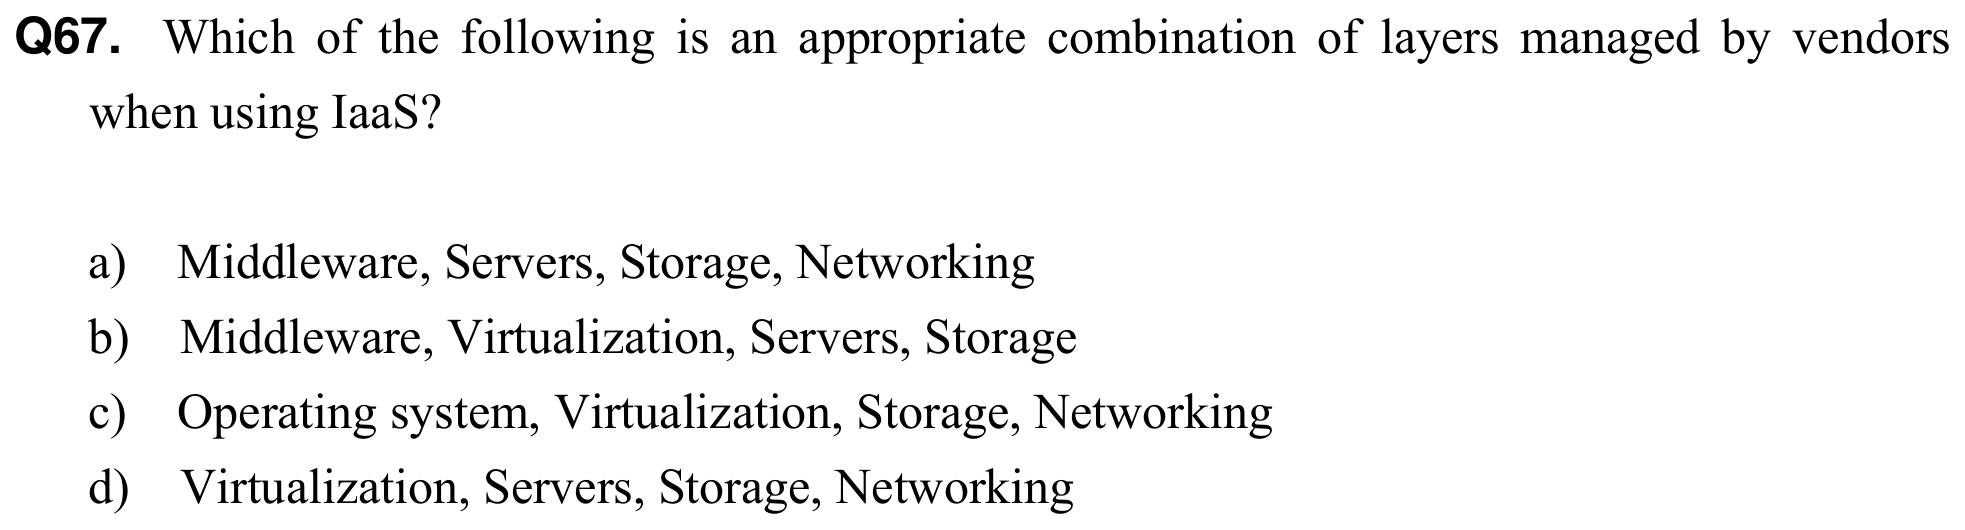 Q67. Which of the following is an appropriate combination of layers managed by vendors
when using IaaS?
a) Middleware, Servers, Storage, Networking
b) Middleware, Virtualization, Servers, Storage
c) Operating system, Virtualization, Storage, Networking
d) Virtualization, Servers, Storage, Networking